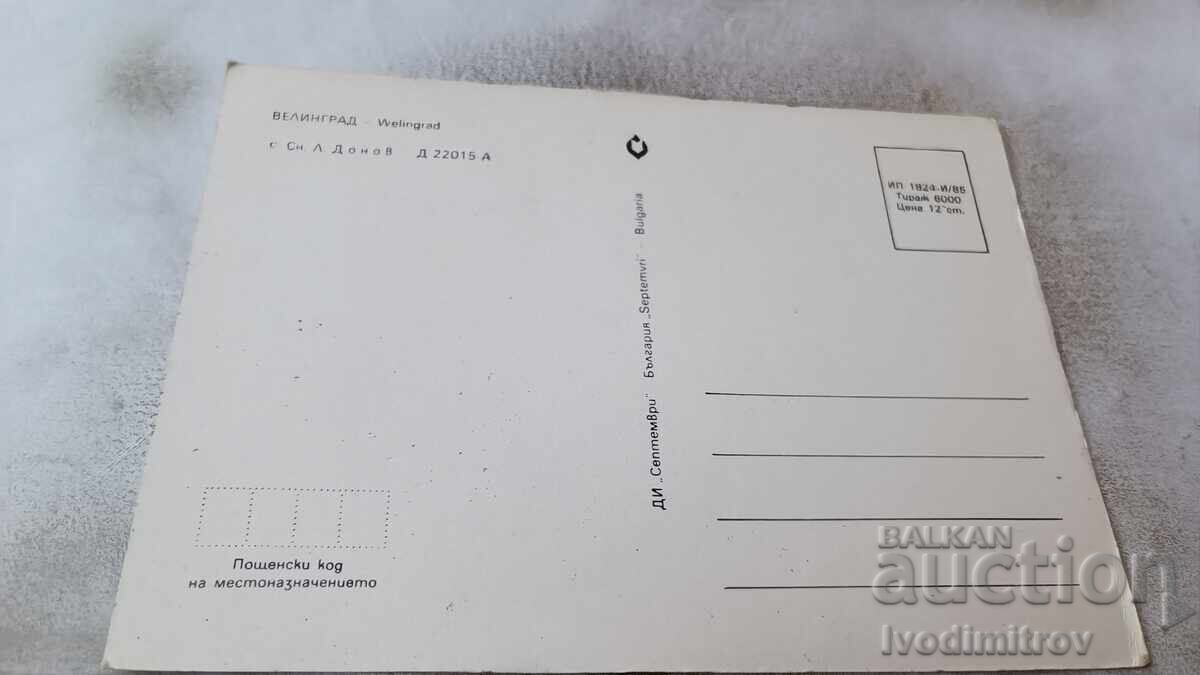 ВЕЛИНГРАД - Welingrad
с Сн. Л. Донов Д 22015-А
ДИ „Септември" България „Septemvri" - Bulgaria
ИП 1824-И/85
Тираж 6000
Цена 12 ст.
Пощенски код
на местоназначението
BALKAN
auction
Ivodimitrov